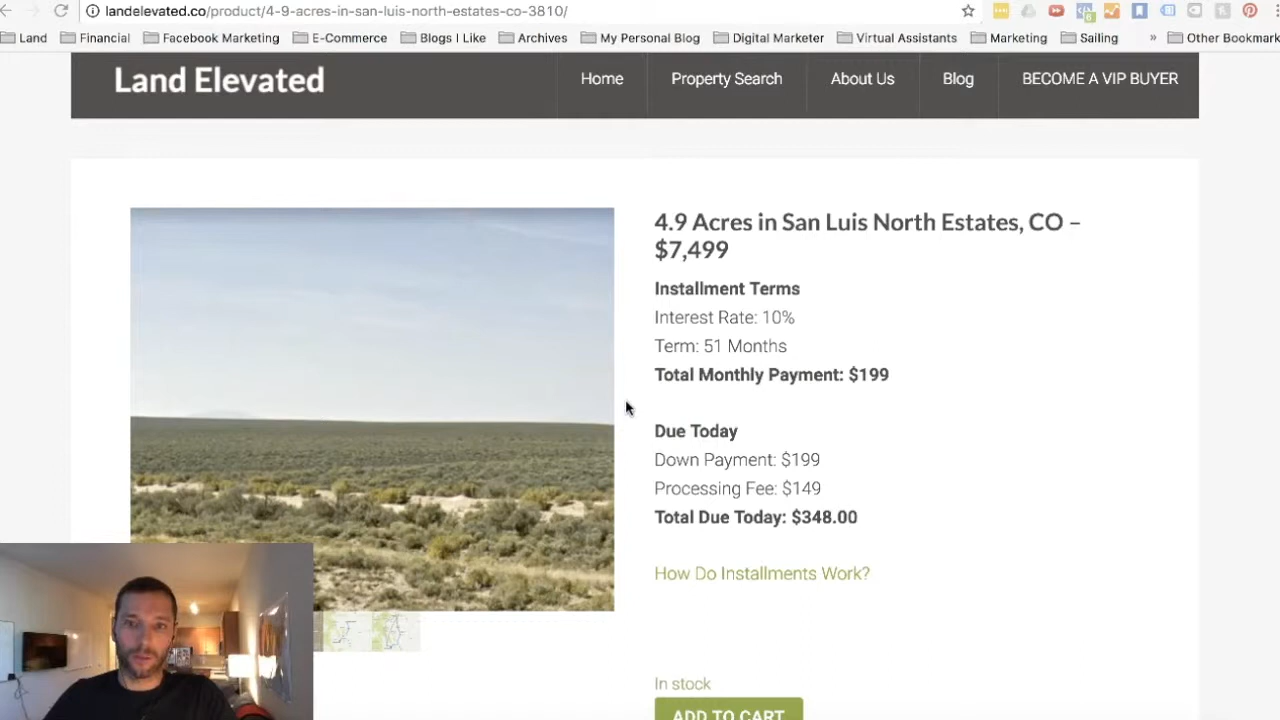 landelevated.co/product/4-9-acres-in-san-luis-north-estates-co-3810/
Land Financial Facebook Marketing E-Commerce Blogs I Like Archives My Personal Blog Digital Marketer Virtual Assistants Marketing Sailing » Other Bookmark
Land Elevated Home Property Search About Us Blog BECOME A VIP BUYER
4.9 Acres in San Luis North Estates, CO –
$7,499
Installment Terms
Interest Rate: 10%
Term: 51 Months
Total Monthly Payment: $199
Due Today
Down Payment: $199
Processing Fee: $149
Total Due Today: $348.00
How Do Installments Work?
In stock
ADD TO CART